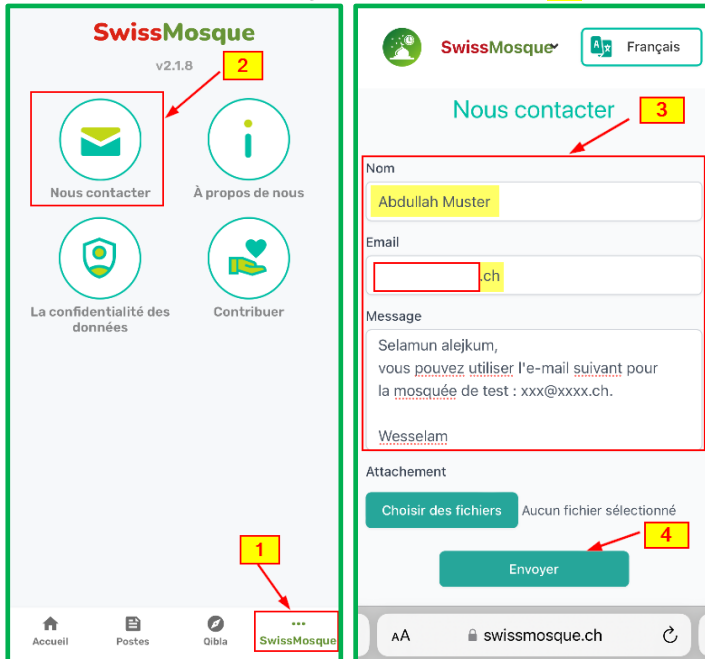 SwissMosque
v2.1.8
2
Nous contacter
À propos de nous
La confidentialité des
données
Contribuer
1
Accueil
Postes
Qibla
SwissMosque
SwissMosque
Français
Nous contacter
3
Nom
Abdullah Muster
Email
.ch
Message
Selamun alejkum,
vous pouvez utiliser l'e-mail suivant pour
la mosquée de test : xxx@xxxx.ch.
Wesselam
Attachement
Choisir des fichiers
Aucun fichier sélectionné
4
Envoyer
AA
swissmosque.ch